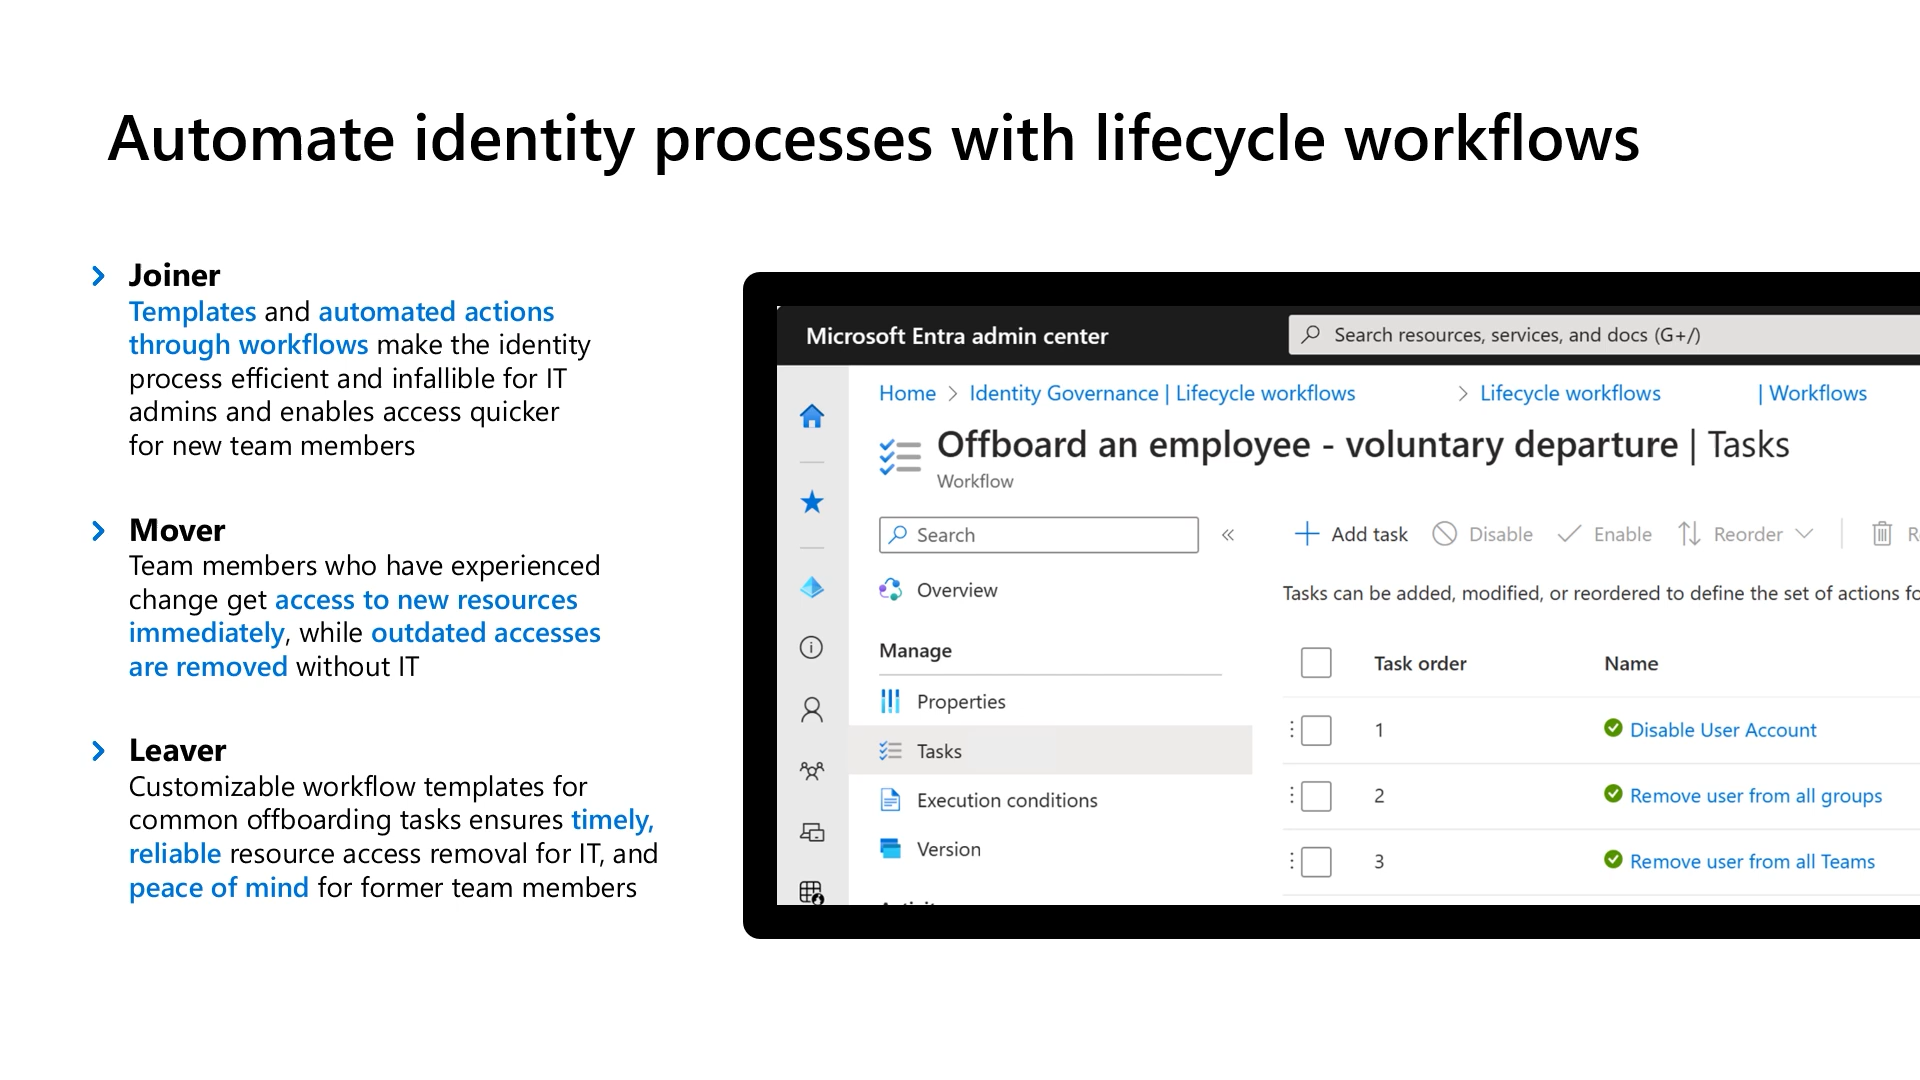 Automate identity processes with lifecycle workflows
Joiner
Templates and automated actions
through workflows make the identity
process efficient and infallible for IT
admins and enables access quicker
for new team members
Mover
Team members who have experienced
change get access to new resources
immediately, while outdated accesses
are removed without IT
Leaver
Customizable workflow templates for
common offboarding tasks ensures timely,
reliable resource access removal for IT, and
peace of mind for former team members
Microsoft Entra admin center
Search resources, services, and docs (G+/)
Home > Identity Governance | Lifecycle workflows > Lifecycle workflows | Workflows
Offboard an employee - voluntary departure | Tasks
Workflow
Search
«
Add task Disable Enable Reorder
Overview
Tasks can be added, modified, or reordered to define the set of actions
Manage
Task order Name
Properties
1 Disable User Account
Tasks
2 Remove user from all groups
Execution conditions
Version
3 Remove user from all Teams